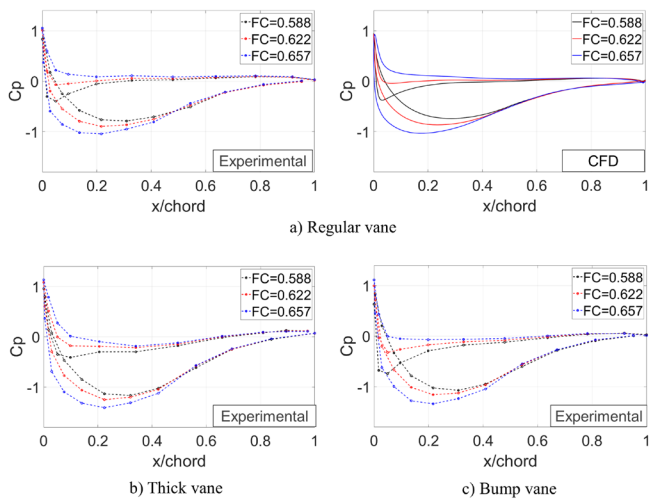 FC=0.588
FC=0.622
FC=0.657
1
0
-1
Cp
Experimental
0 0.2 0.4 0.6 0.8 1
x/chord
FC=0.588
FC=0.622
FC=0.657
1
0
-1
CFD
0 0.2 0.4 0.6 0.8 1
x/chord
a) Regular vane
FC=0.588
FC=0.622
FC=0.657
1
0
-1
Cp
Experimental
0 0.2 0.4 0.6 0.8 1
x/chord
b) Thick vane
FC=0.588
FC=0.622
FC=0.657
1
0
-1
Experimental
0 0.2 0.4 0.6 0.8 1
x/chord
c) Bump vane